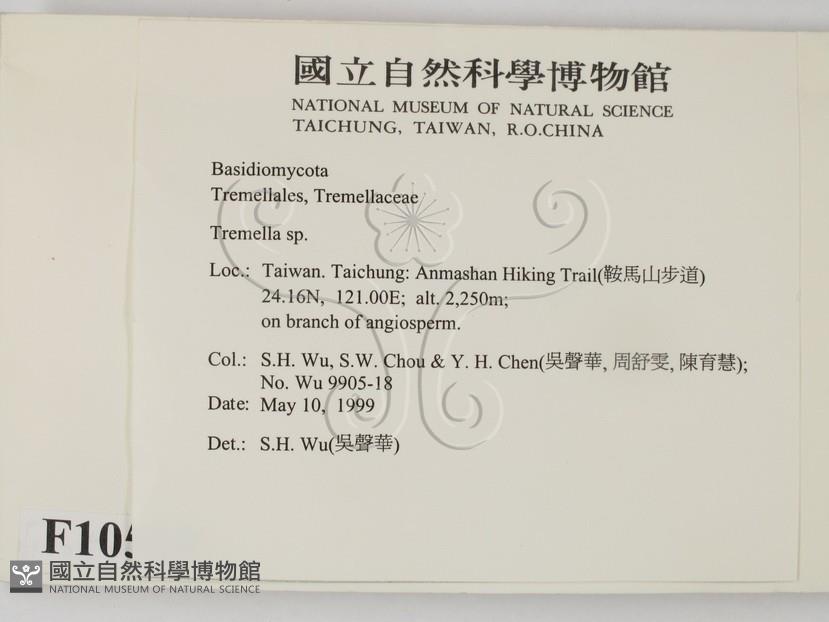 國立自然科學博物館
NATIONAL MUSEUM OF NATURAL SCIENCE
TAICHUNG, TAIWAN, R.O.CHINA
Basidiomycota
Tremellales, Tremellaceae
Tremella sp.
Loc.: Taiwan. Taichung: Anmashan Hiking Trail(鞍馬山步道)
24.16N, 121.00E; alt. 2,250m;
on branch of angiosperm.
Col.: S.H. Wu, S.W. Chou & Y. H. Chen(吳聲華, 周舒雯, 陳育慧);
No. Wu 9905-18
Date: May 10, 1999
Det.: S.H. Wu(吳聲華)
F105
國立自然科學博物館
NATIONAL MUSEUM OF NATURAL SCIENCE